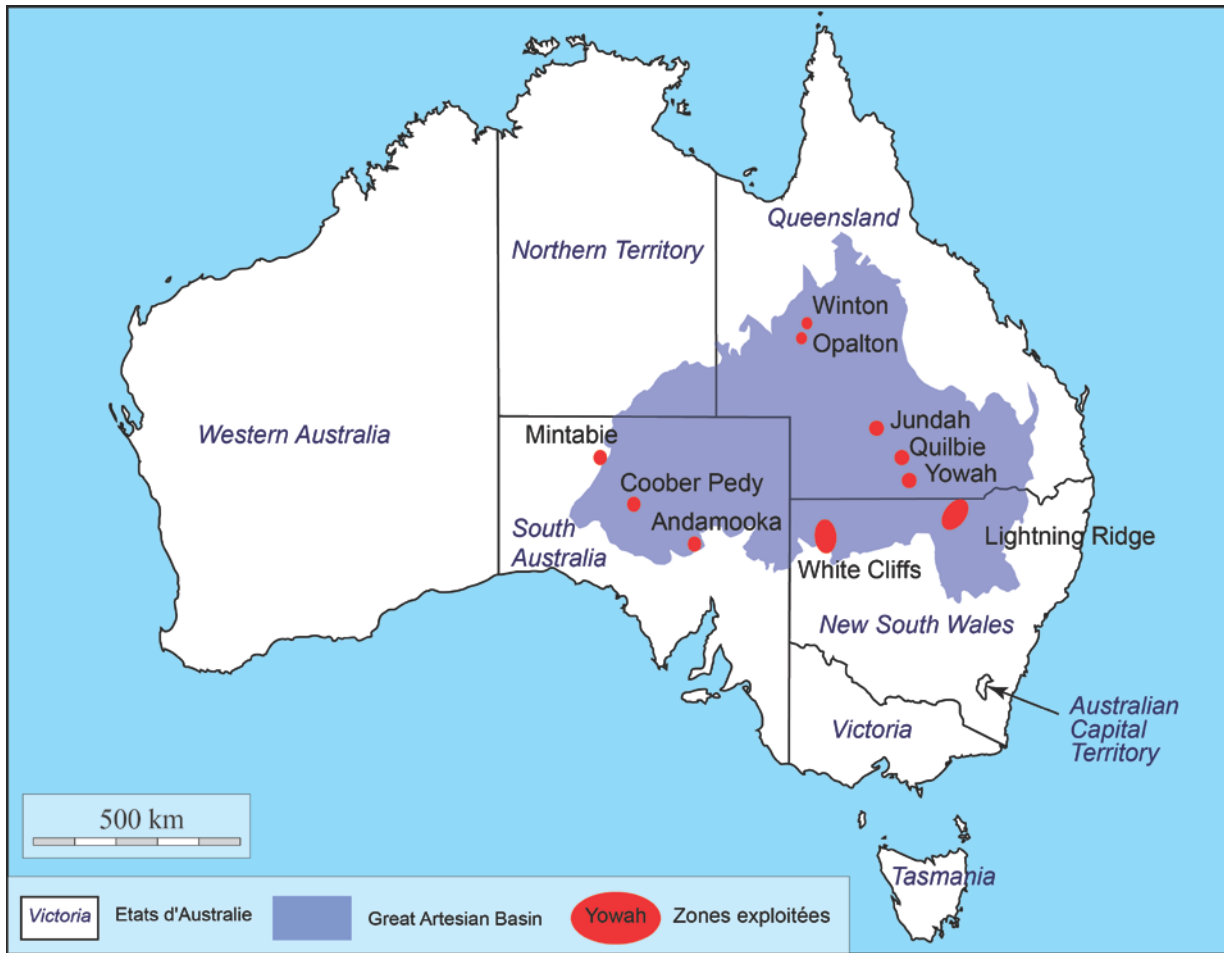 Queensland
Northern Territory
Winton
Opalton
Western Australia
Mintabie
Jundah
Quilbie
Yowah
Coober Pedy
Andamooka
South
Australia
Lightning Ridge
White Cliffs
New South Wales
Australian
Capital
Territory
Victoria
500 km
Tasmania
Victoria
Etats d'Australie
Great Artesian Basin
Yowah
Zones exploitées